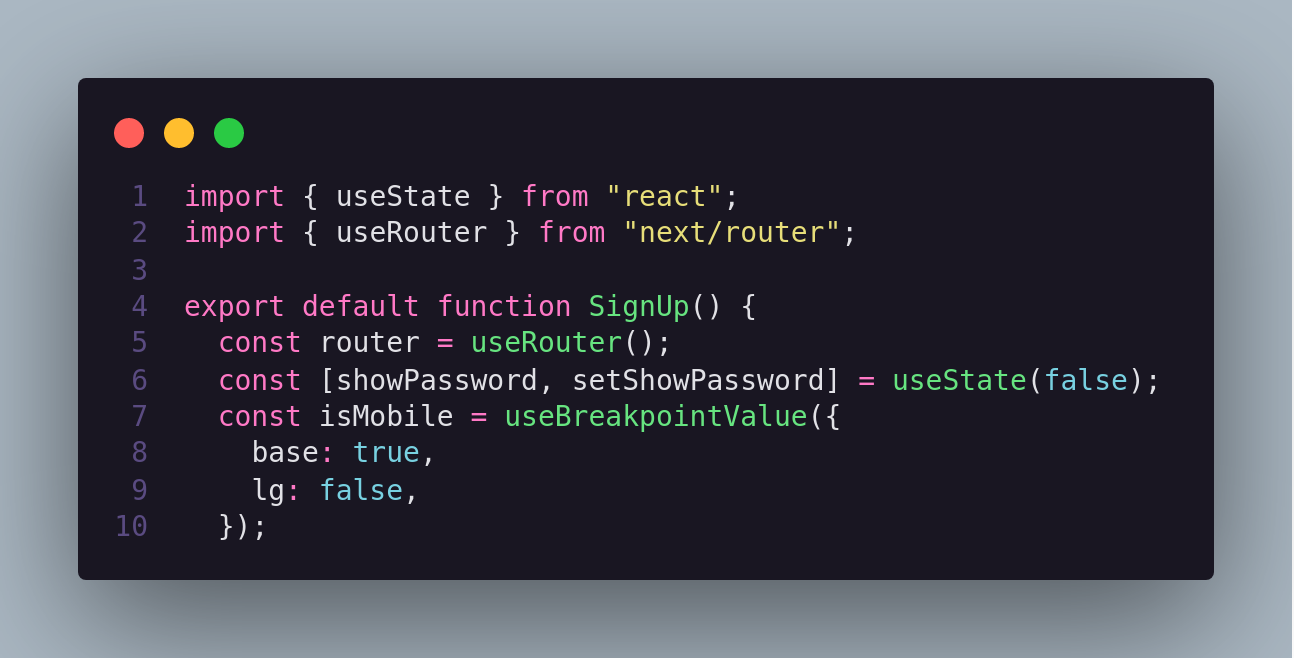 1 import { useState } from "react";
2 import { useRouter } from "next/router";
3
4 export default function SignUp() {
5   const router = useRouter();
6   const [showPassword, setShowPassword] = useState(false);
7   const isMobile = useBreakpointValue({
8     base: true,
9     lg: false,
10   });